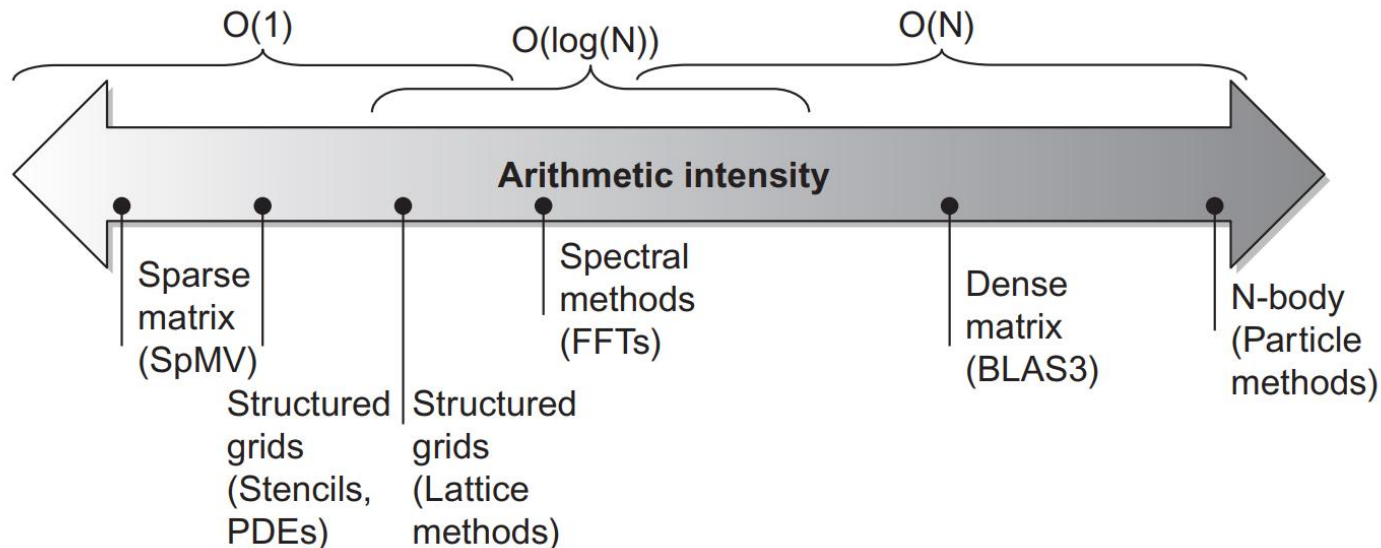 O(1)
O(log(N))
O(N)
Arithmetic intensity
Sparse
matrix
(SpMV)
Structured
grids
(Stencils,
PDEs)
Structured
grids
(Lattice
methods)
Spectral
methods
(FFTs)
Dense
matrix
(BLAS3)
N-body
(Particle
methods)